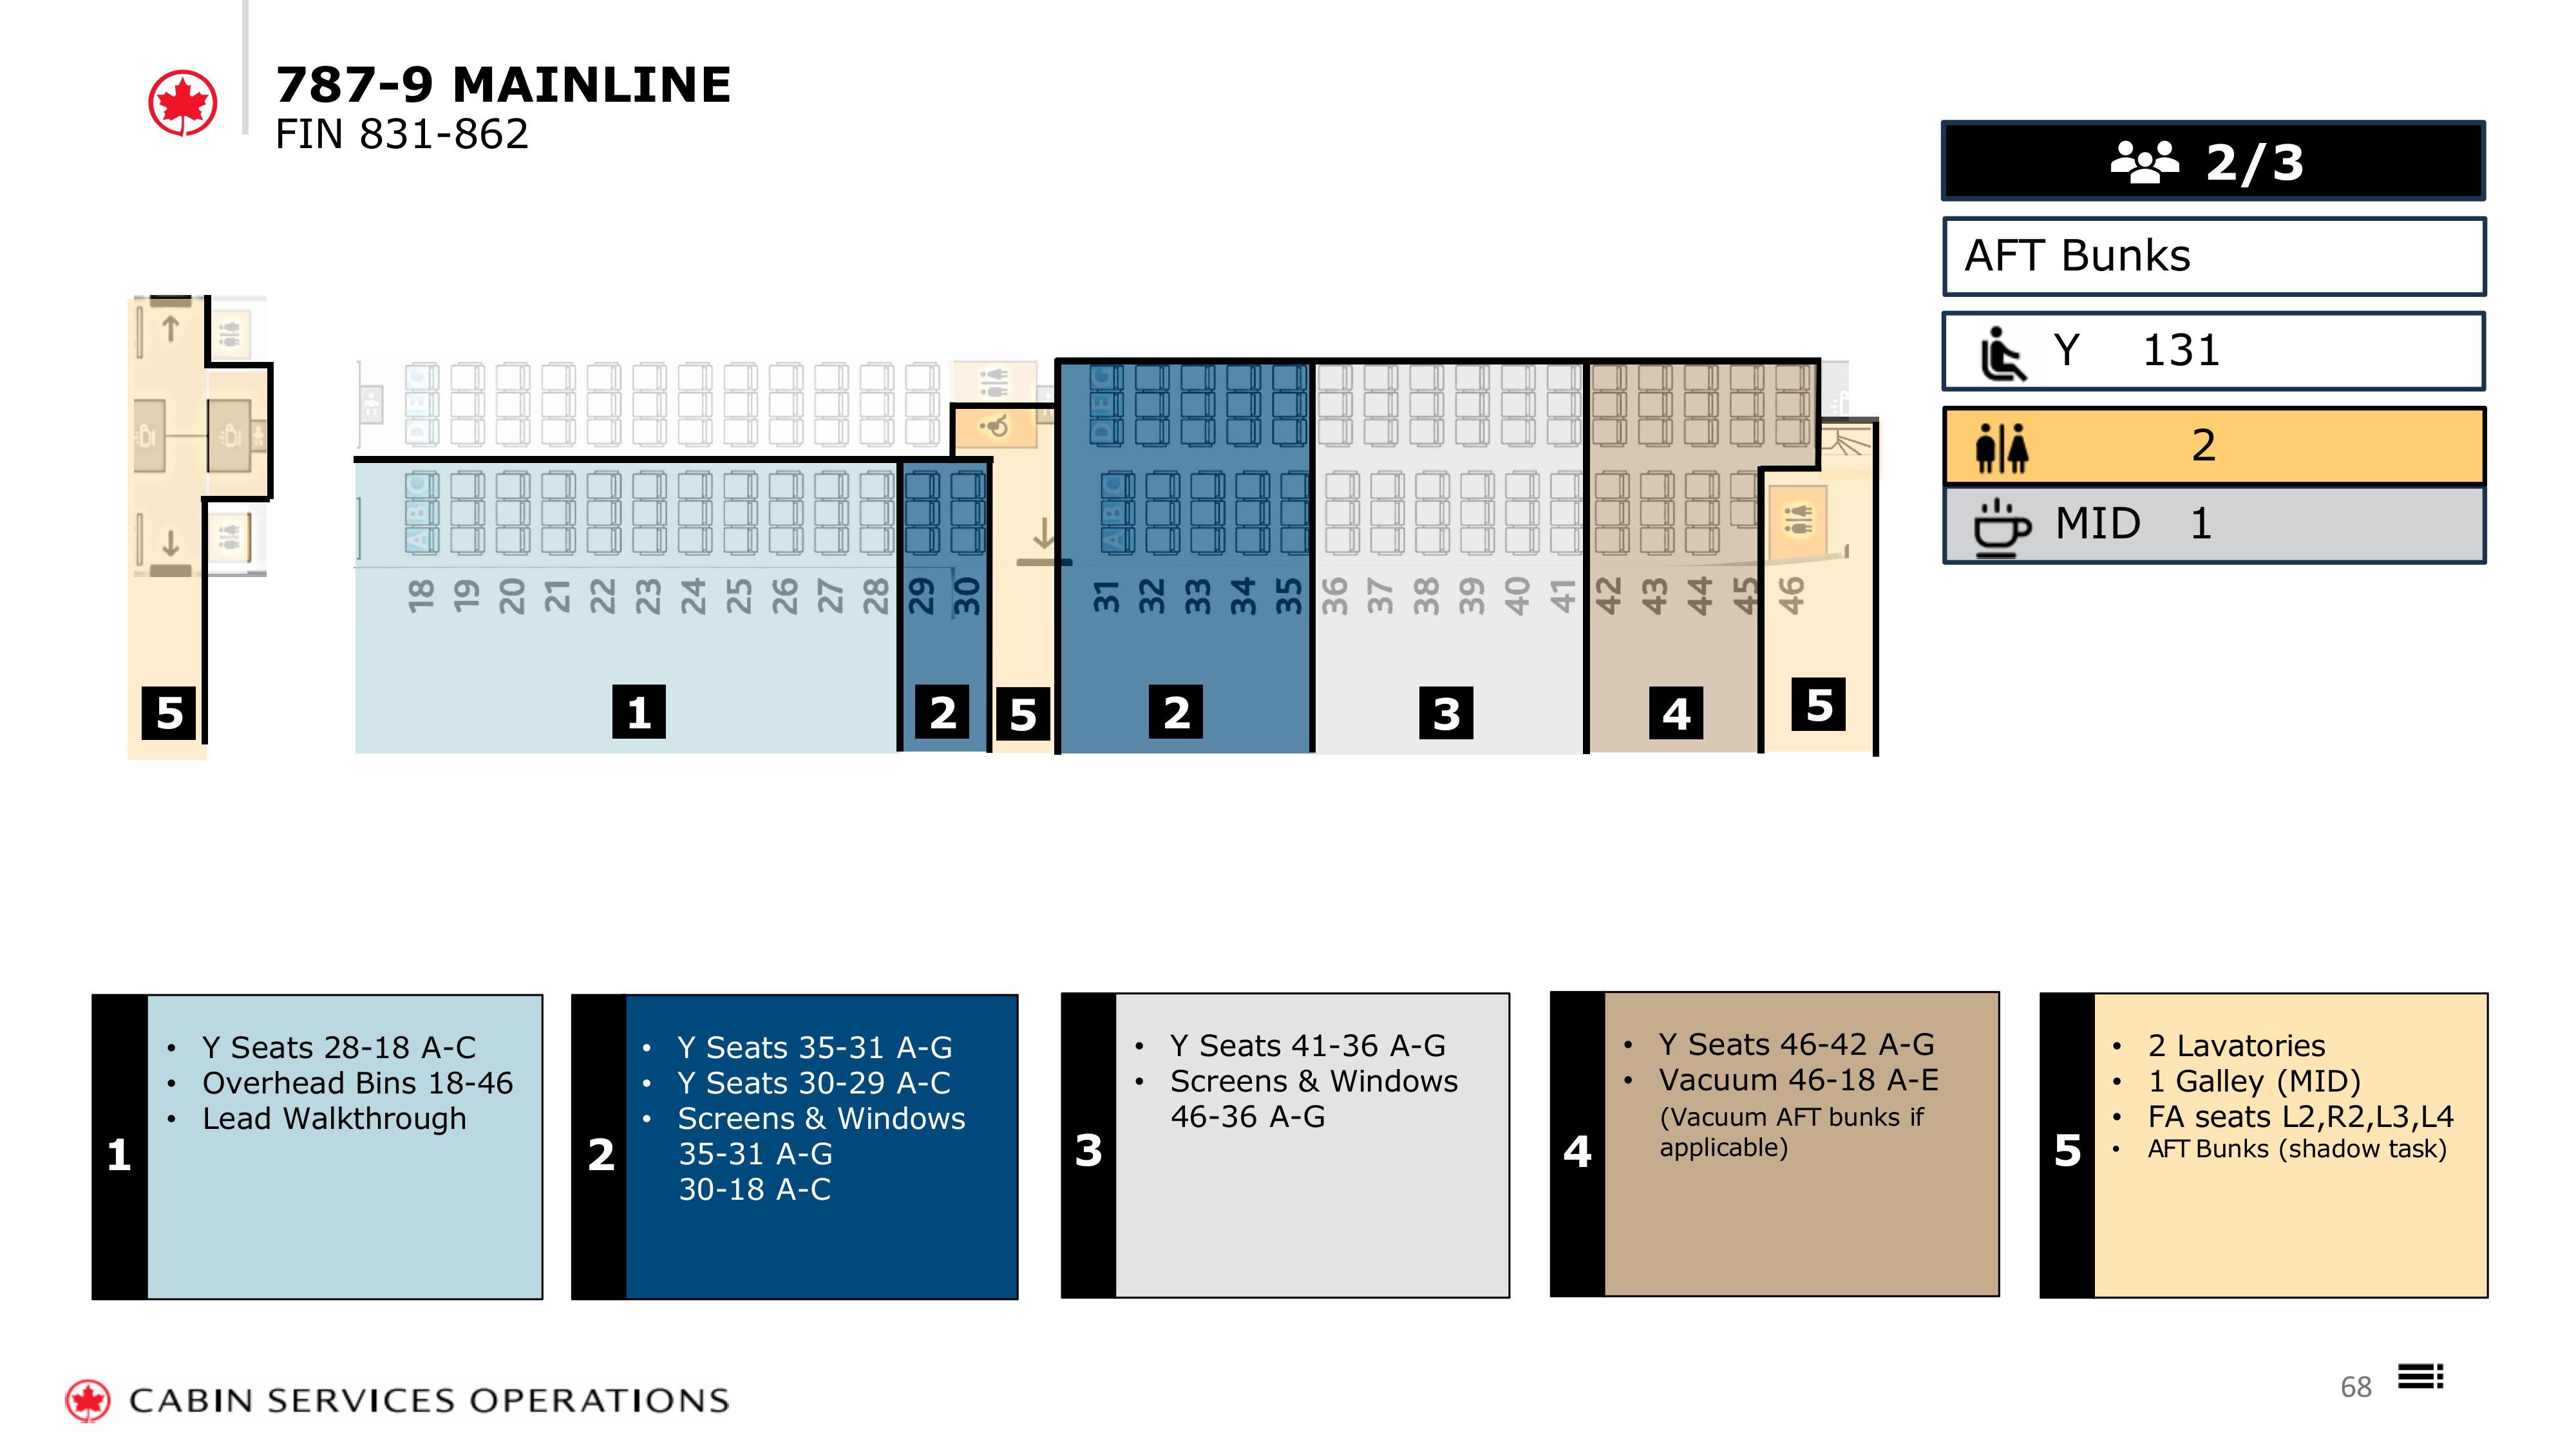 787-9 MAINLINE
FIN 831-862
2/3
AFT Bunks
Y 131
2
MID 1
D E G
D E G
A B C
A B C
18 19 20 21 22 23 24 25 26 27 28 29 30 31 32 33 34 35 36 37 38 39 40 41 42 43 44 45 46
5 1 2 5 2 3 4 5
1
• Y Seats 28-18 A-C
• Overhead Bins 18-46
• Lead Walkthrough
2
• Y Seats 35-31 A-G
• Y Seats 30-29 A-C
• Screens & Windows
35-31 A-G
30-18 A-C
3
• Y Seats 41-36 A-G
• Screens & Windows
46-36 A-G
4
• Y Seats 46-42 A-G
• Vacuum 46-18 A-E
(Vacuum AFT bunks if
applicable)
5
• 2 Lavatories
• 1 Galley (MID)
• FA seats L2,R2,L3,L4
• AFT Bunks (shadow task)
CABIN SERVICES OPERATIONS
68